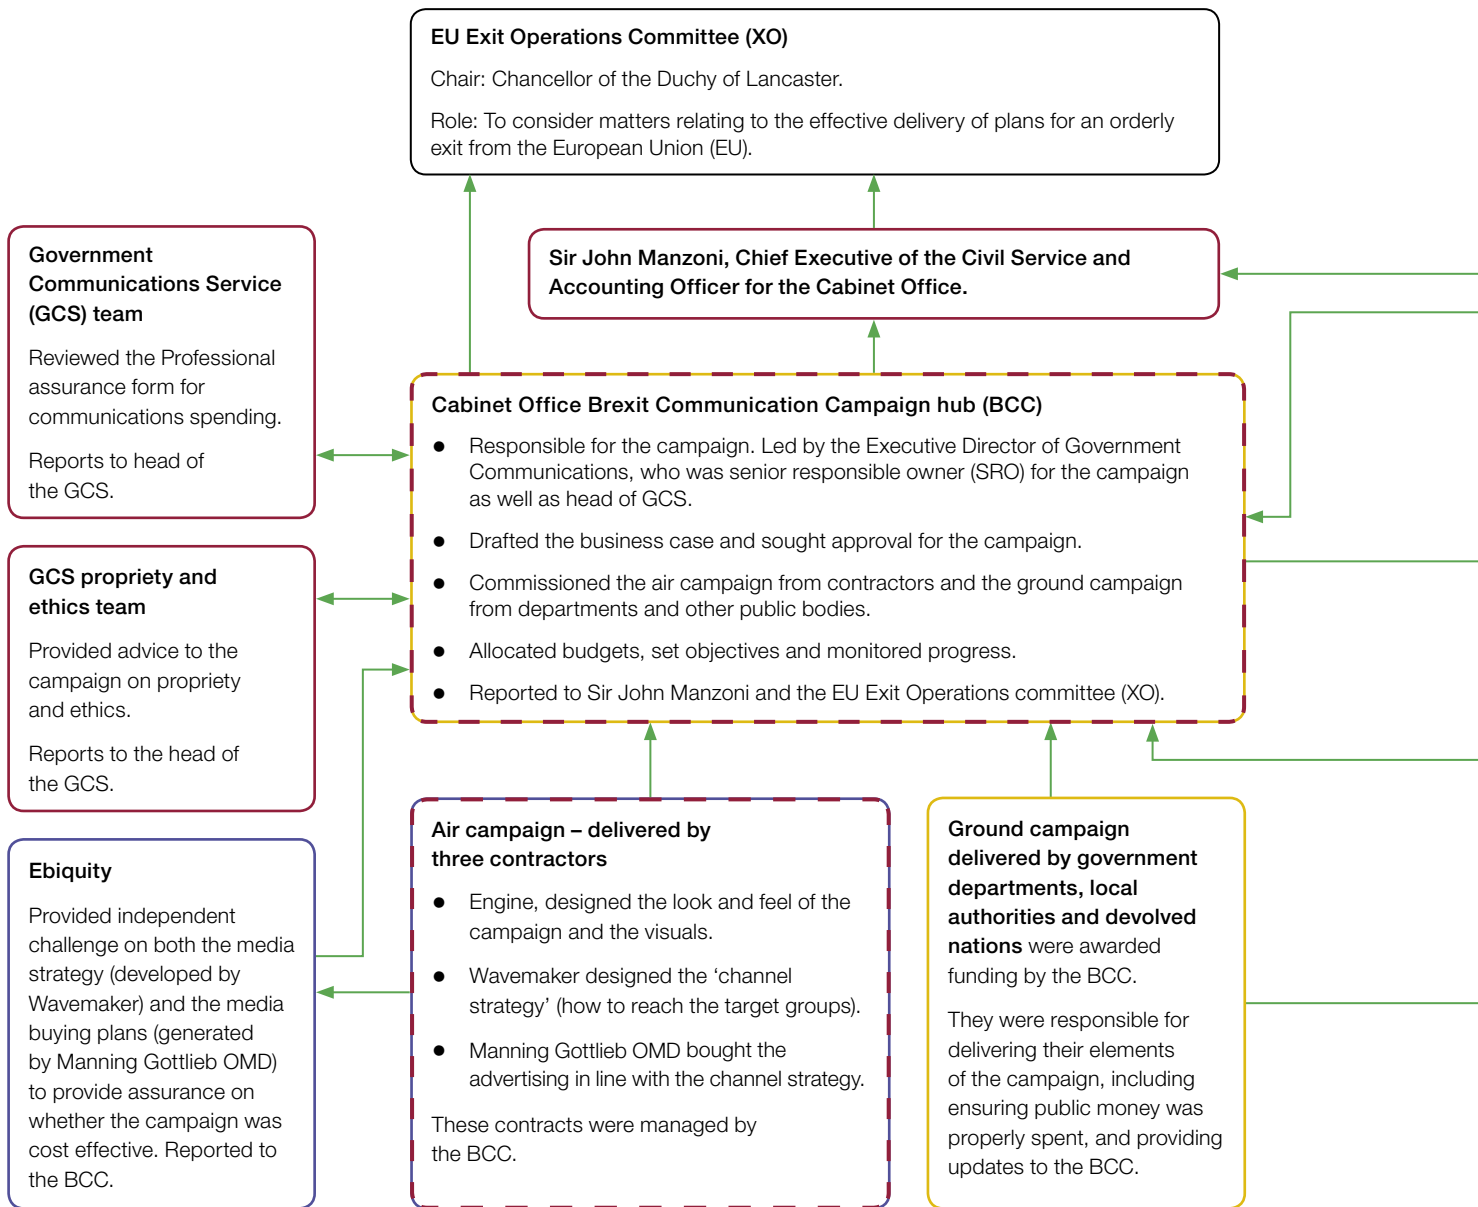 EU Exit Operations Committee (XO)
Chair: Chancellor of the Duchy of Lancaster.
Role: To consider matters relating to the effective delivery of plans for an orderly
exit from the European Union (EU).
Sir John Manzoni, Chief Executive of the Civil Service and
Accounting Officer for the Cabinet Office.
Government
Communications Service
(GCS) team
Reviewed the Professional
assurance form for
communications spending.
Reports to head of
the GCS.
Cabinet Office Brexit Communication Campaign hub (BCC)
● Responsible for the campaign. Led by the Executive Director of Government
Communications, who was senior responsible owner (SRO) for the campaign
as well as head of GCS.
● Drafted the business case and sought approval for the campaign.
● Commissioned the air campaign from contractors and the ground campaign
from departments and other public bodies.
● Allocated budgets, set objectives and monitored progress.
● Reported to Sir John Manzoni and the EU Exit Operations committee (XO).
GCS propriety and
ethics team
Provided advice to the
campaign on propriety
and ethics.
Reports to the head of
the GCS.
Ebiquity
Provided independent
challenge on both the media
strategy (developed by
Wavemaker) and the media
buying plans (generated
by Manning Gottlieb OMD)
to provide assurance on
whether the campaign was
cost effective. Reported to
the BCC.
Air campaign – delivered by
three contractors
● Engine, designed the look and feel of the
campaign and the visuals.
● Wavemaker designed the ‘channel
strategy’ (how to reach the target groups).
● Manning Gottlieb OMD bought the
advertising in line with the channel strategy.
These contracts were managed by
the BCC.
Ground campaign
delivered by government
departments, local
authorities and devolved
nations were awarded
funding by the BCC.
They were responsible for
delivering their elements
of the campaign, including
ensuring public money was
properly spent, and providing
updates to the BCC.